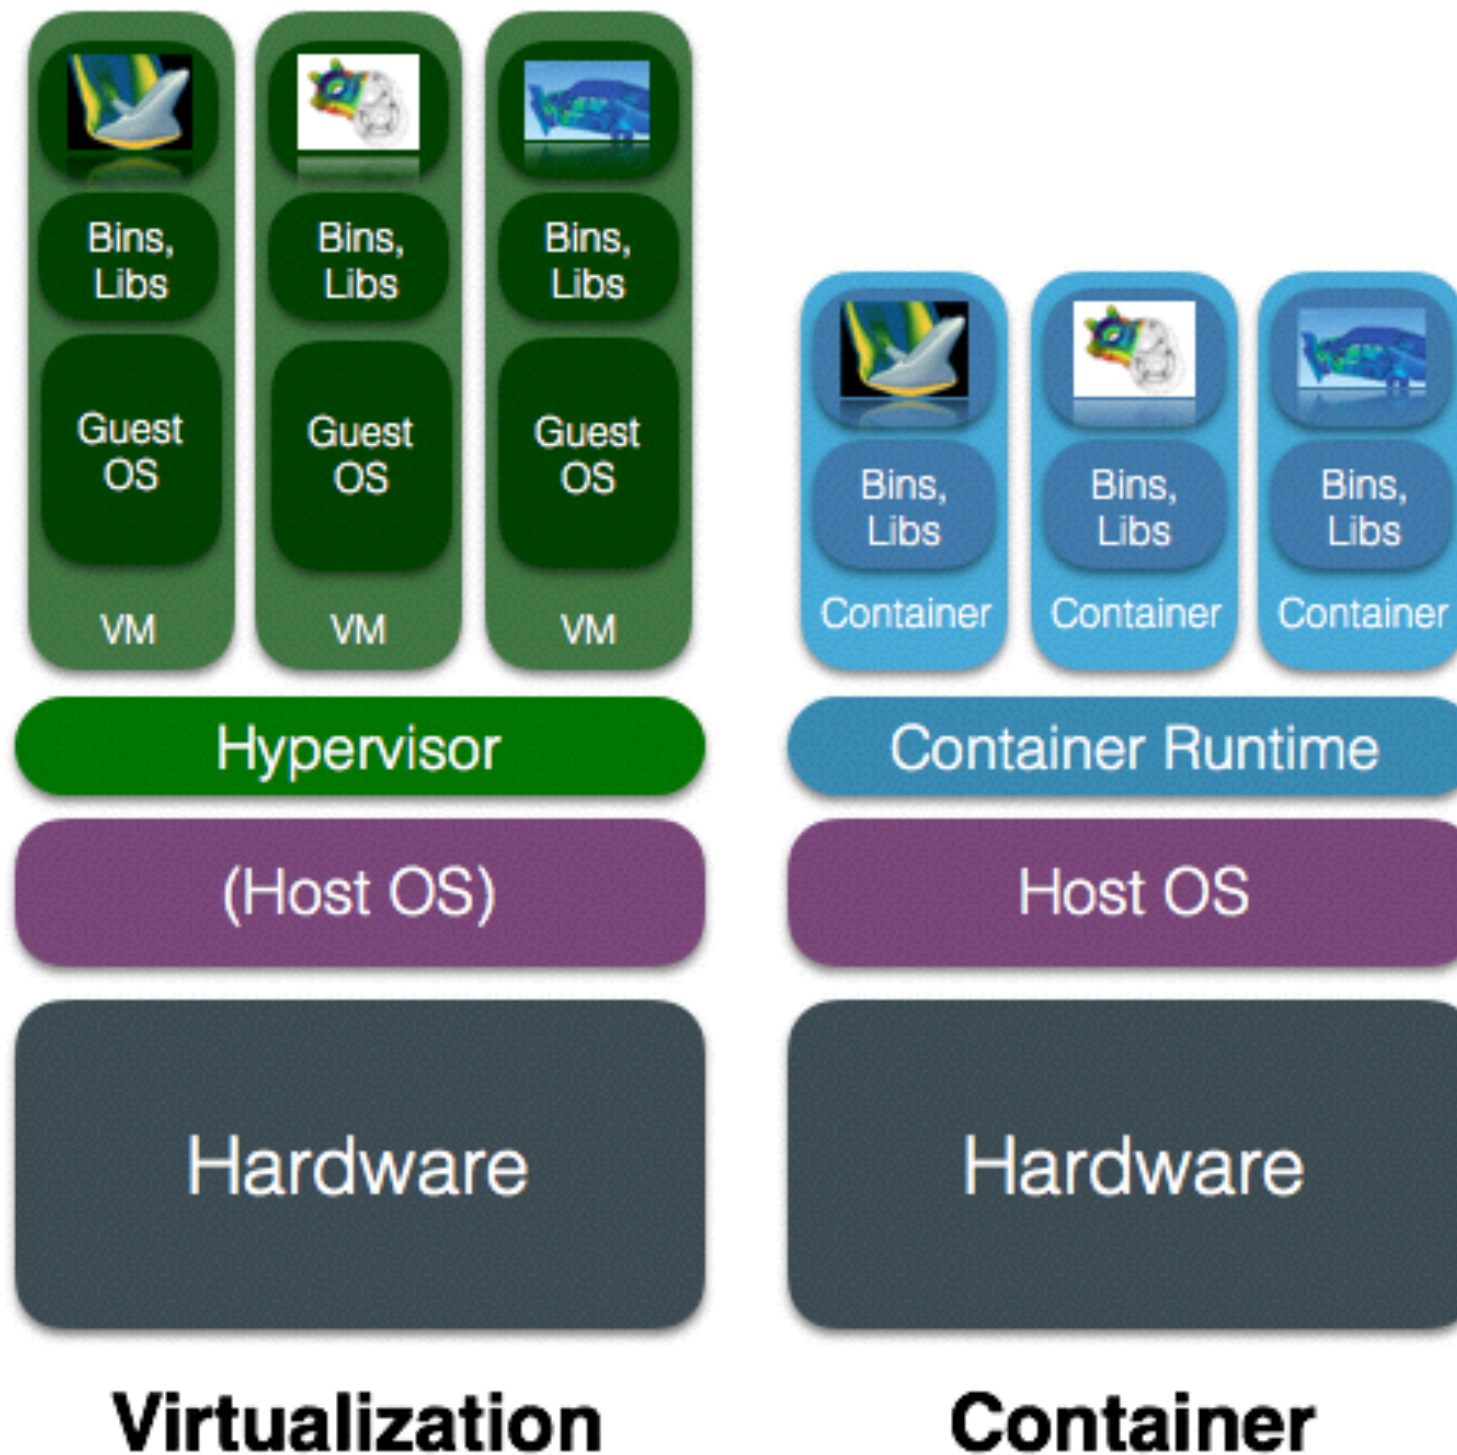 Bins,
Libs
Bins,
Libs
Bins,
Libs
Guest
OS
Guest
OS
Guest
OS
VM
VM
VM
Hypervisor
(Host OS)
Hardware
Virtualization
Bins,
Libs
Bins,
Libs
Bins,
Libs
Container
Container
Container
Container Runtime
Host OS
Hardware
Container